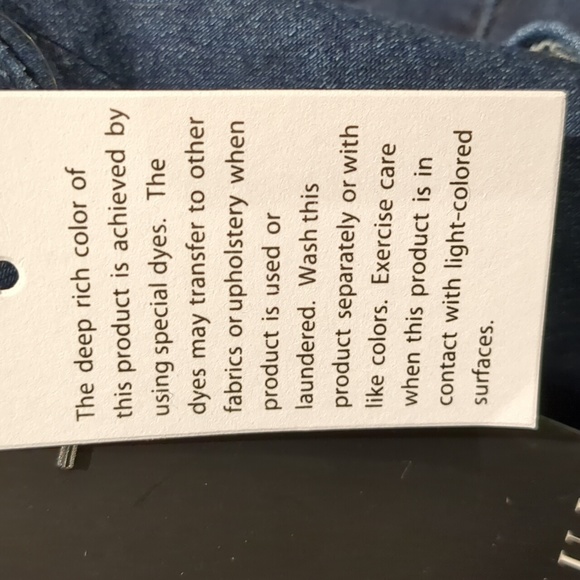 The deep rich color of
this product is achieved by
using special dyes. The
dyes may transfer to other
fabrics or upholstery when
product is used or
laundered. Wash this
product separately or with
like colors. Exercise care
when this product is in
contact with light-colored
surfaces.